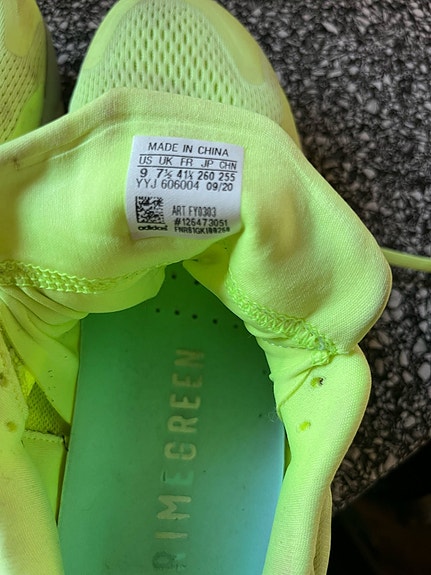 MADE IN CHINA
US UK FR JP CHN
9 7½ 41⅓ 260 255
YYJ 606004 09/20
ART FY0303
adidas #126473051
RIMEGREEN